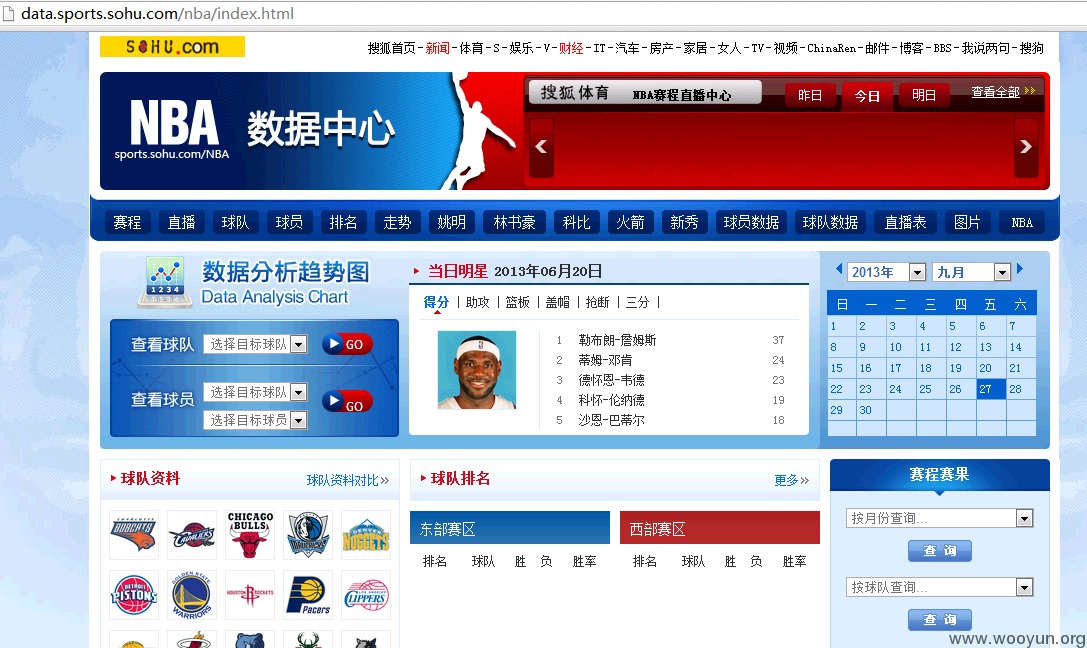 data.sports.sohu.com/nba/index.html
SOHU.com
搜狐首页-新闻-体育-S-娱乐-V-财经-IT-汽车-房产-家居-女人-TV-视频-ChinaRen-邮件-博客-BBS-我说两句-搜狗
NBA 数据中心
sports.sohu.com/NBA
搜狐体育 NBA赛程直播中心 昨日 今日 明日 查看全部
赛程 直播 球队 球员 排名 走势 姚明 林书豪 科比 火箭 新秀 球员数据 球队数据 直播表 图片 NBA
数据分析趋势图
Data Analysis Chart
1 2 3 4
查看球队 选择目标球队 GO
查看球员 选择目标球队 GO
选择目标球员
当日明星 2013年06月20日
得分 | 助攻 | 篮板 | 盖帽 | 抢断 | 三分 |
1 勒布朗-詹姆斯 37
2 蒂姆-邓肯 24
3 德怀恩-韦德 23
4 科怀-伦纳德 19
5 沙恩-巴蒂尔 18
2013年 九月
日 一 二 三 四 五 六
1 2 3 4 5 6 7
8 9 10 11 12 13 14
15 16 17 18 19 20 21
22 23 24 25 26 27 28
29 30
球队资料 球队资料对比>>
CHARLOTTE BOBCATS
CAVALIERS
CHICAGO BULLS
MAVERICKS
DENVER NUGGETS
DETROIT PISTONS
GOLDEN STATE WARRIORS
HOUSTON ROCKETS
Pacers
LOS ANGELES CLIPPERS
球队排名 更多>>
东部赛区
排名 球队 胜 负 胜率
西部赛区
排名 球队 胜 负 胜率
赛程赛果
按月份查询...
查 询
按球队查询...
查 询
www.wooyun.org